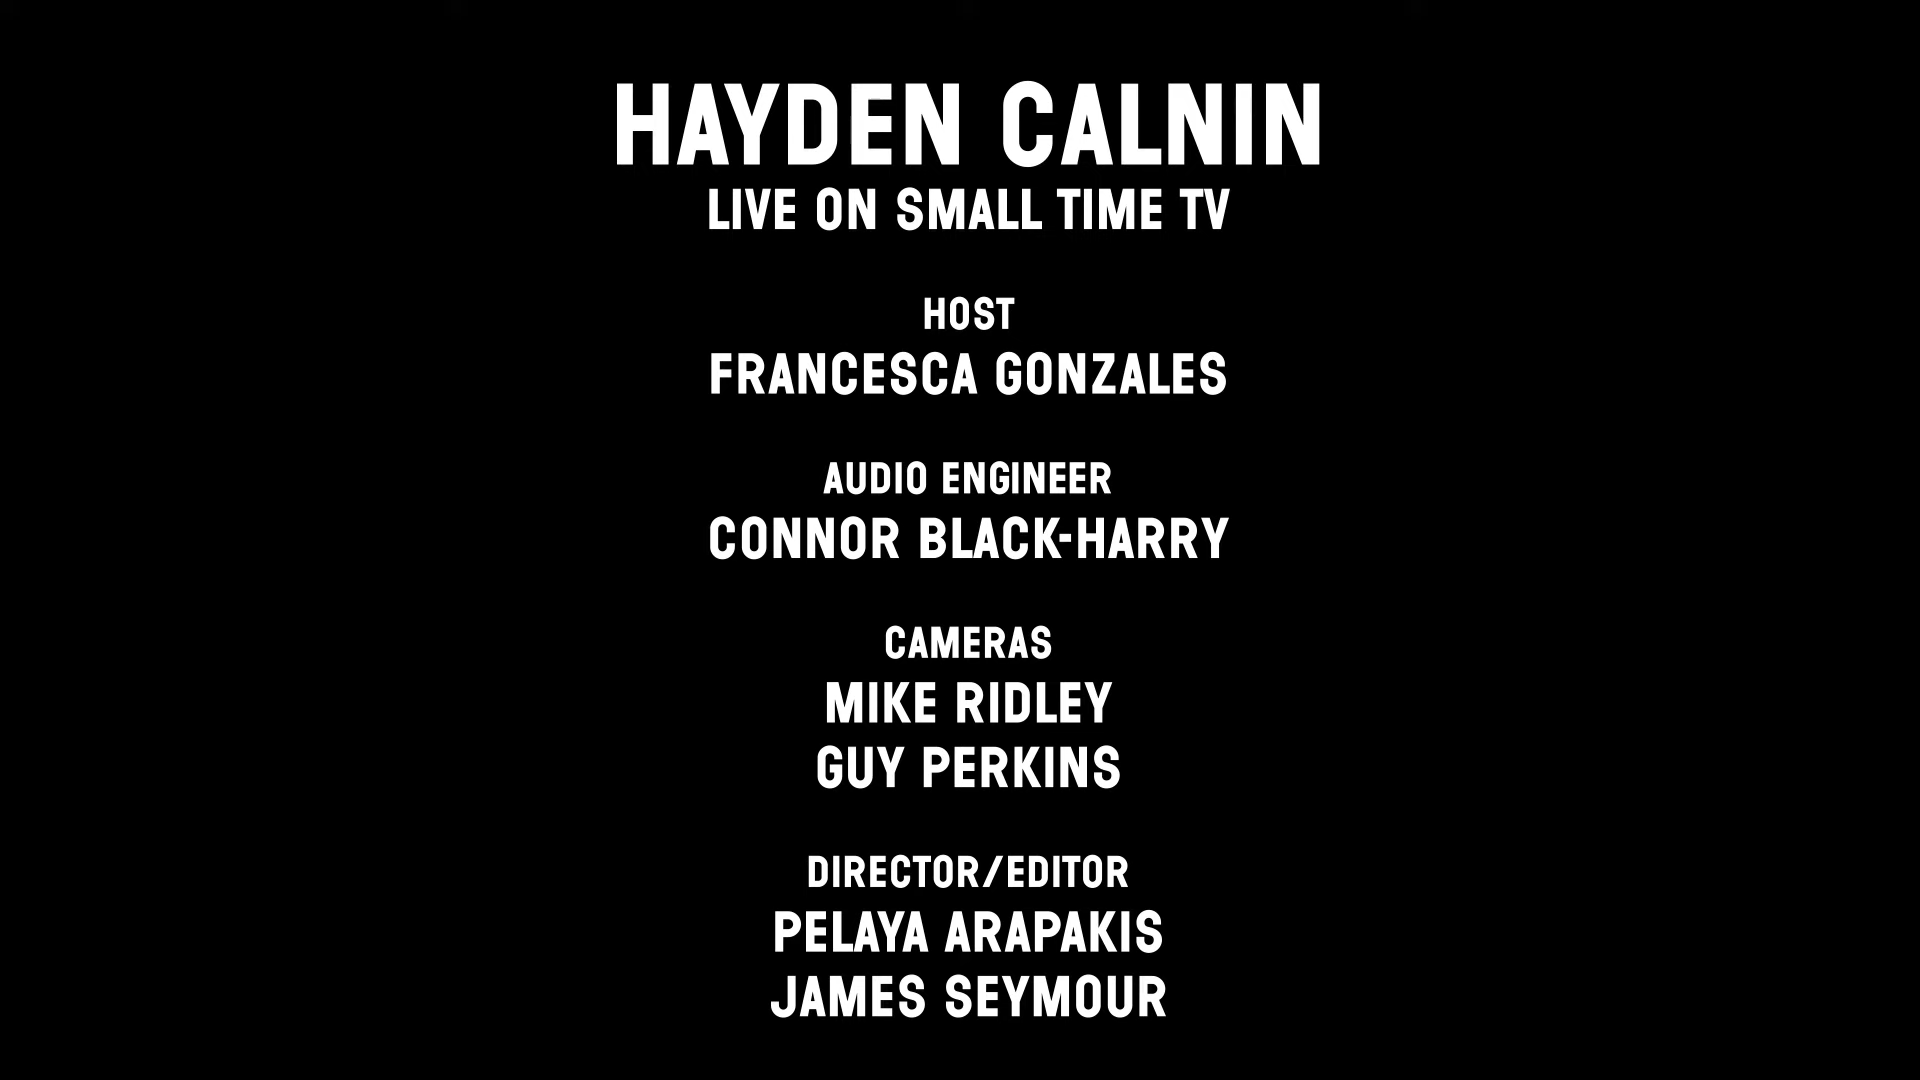 HAYDEN CALNIN
LIVE ON SMALL TIME TV
HOST
FRANCESCA GONZALES
AUDIO ENGINEER
CONNOR BLACK-HARRY
CAMERAS
MIKE RIDLEY
GUY PERKINS
DIRECTOR/EDITOR
PELAYA ARAPAKIS
JAMES SEYMOUR